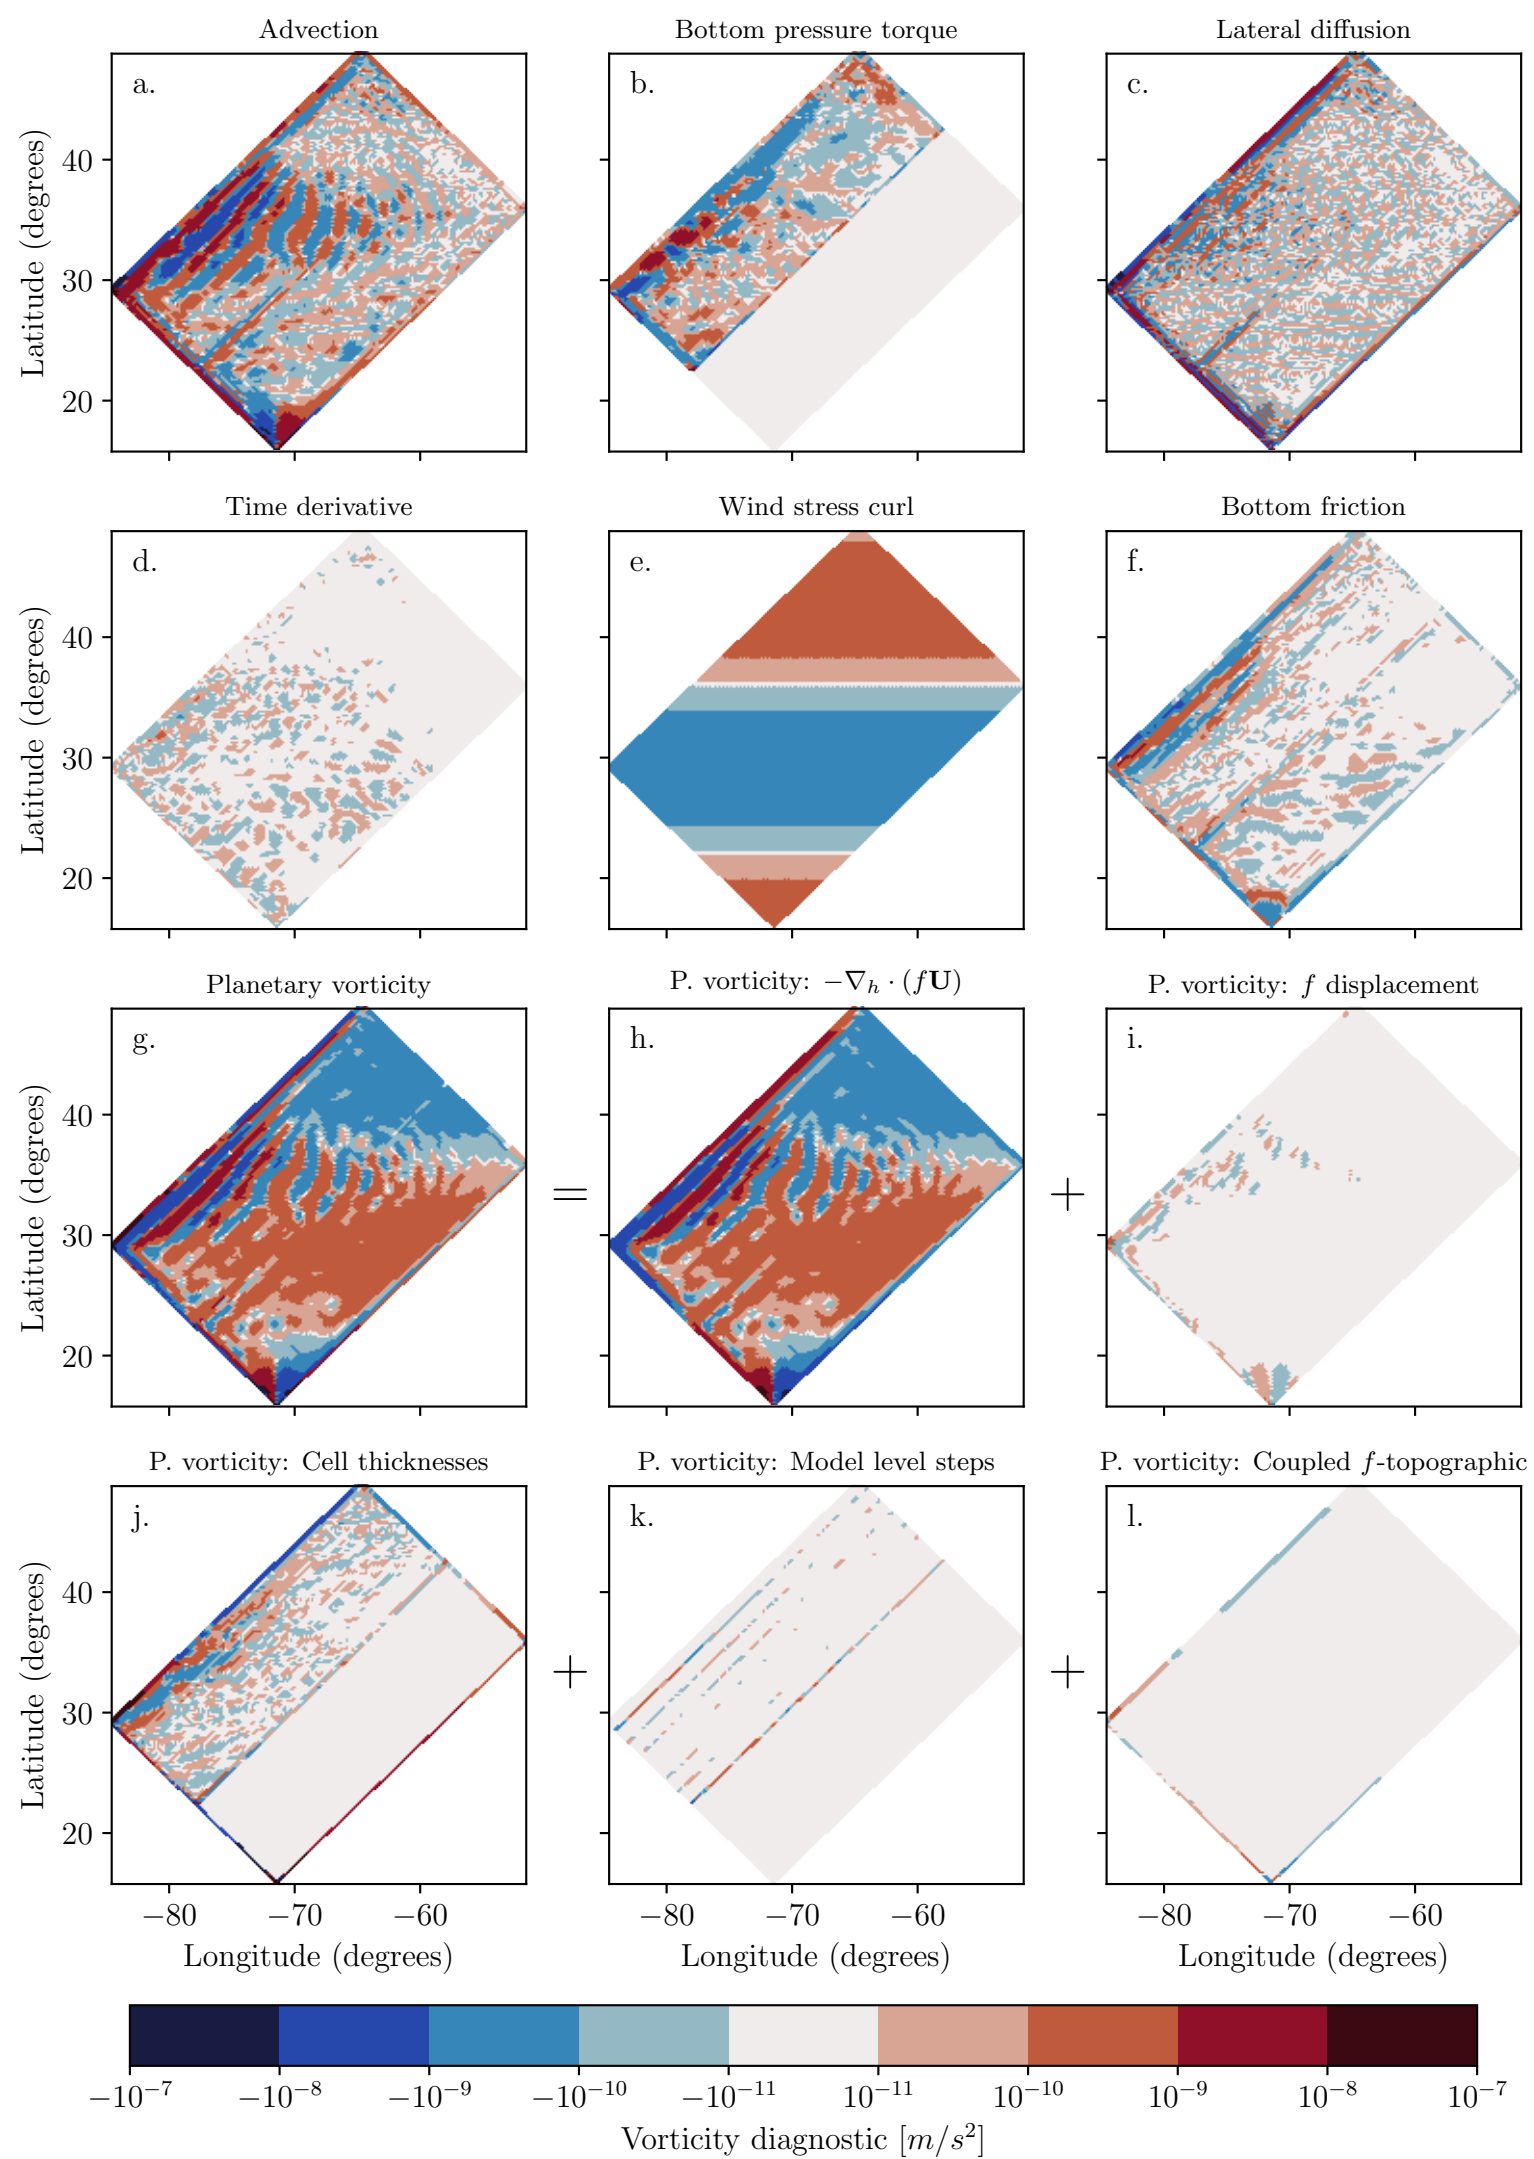 Advection
Bottom pressure torque
Lateral diffusion
a.
b.
c.
Latitude (degrees)
40
30
20
Time derivative
Wind stress curl
Bottom friction
d.
e.
f.
Latitude (degrees)
40
30
20
Planetary vorticity
P. vorticity: −∇ₕ · (f𝐔)
P. vorticity: f displacement
g.
h.
i.
Latitude (degrees)
40
30
20
=
+
P. vorticity: Cell thicknesses
P. vorticity: Model level steps
P. vorticity: Coupled f-topographic
j.
k.
l.
Latitude (degrees)
40
30
20
+
+
−80 −70 −60
−80 −70 −60
−80 −70 −60
Longitude (degrees)
Longitude (degrees)
Longitude (degrees)
−10⁻⁷ −10⁻⁸ −10⁻⁹ −10⁻¹⁰ −10⁻¹¹ 10⁻¹¹ 10⁻¹⁰ 10⁻⁹ 10⁻⁸ 10⁻⁷
Vorticity diagnostic [m/s²]